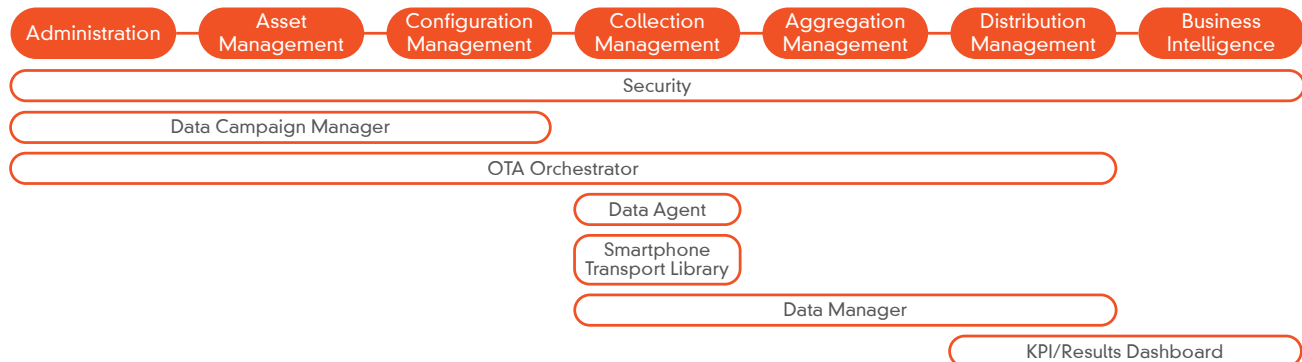 Administration
Asset
Management
Configuration
Management
Collection
Management
Aggregation
Management
Distribution
Management
Business
Intelligence
Security
Data Campaign Manager
OTA Orchestrator
Data Agent
Smartphone
Transport Library
Data Manager
KPI/Results Dashboard